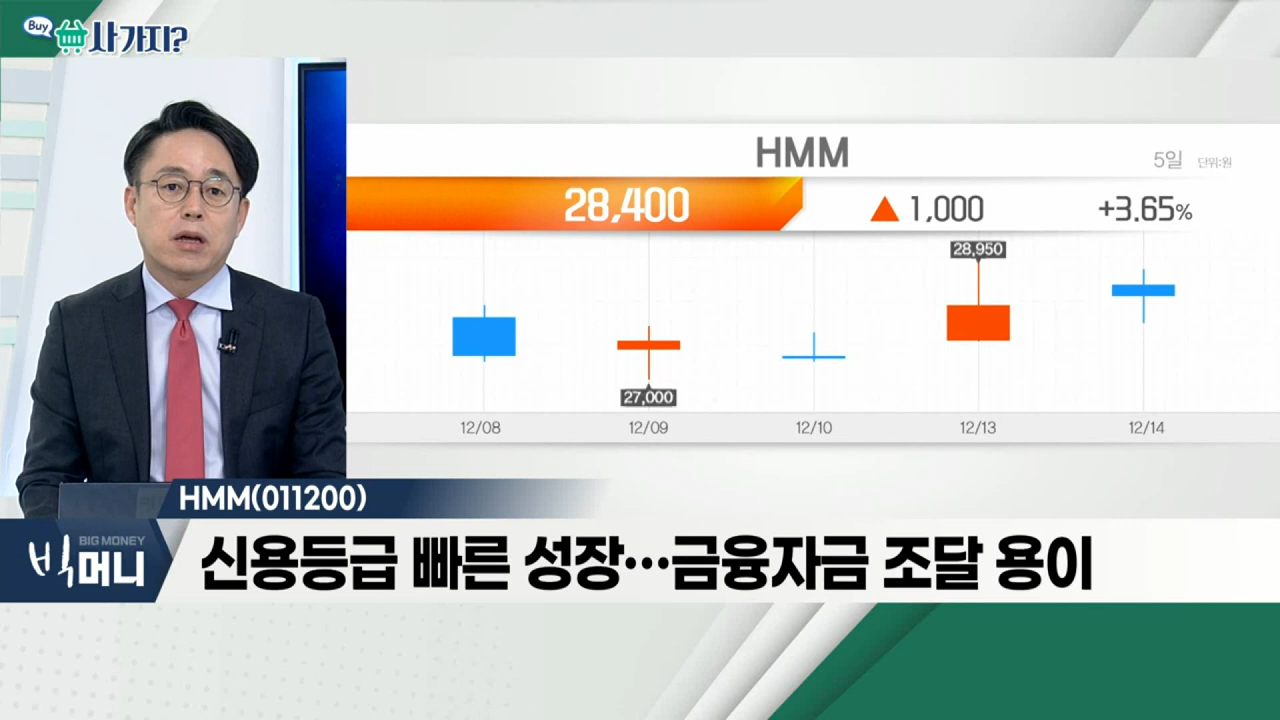 Buy
사가지?
HMM
5일 단위:원
28,400 ▲ 1,000 +3.65%
28,950
27,000
12/08 12/09 12/10 12/13 12/14
HMM(011200)
BIG MONEY
빅머니
신용등급 빠른 성장…금융자금 조달 용이